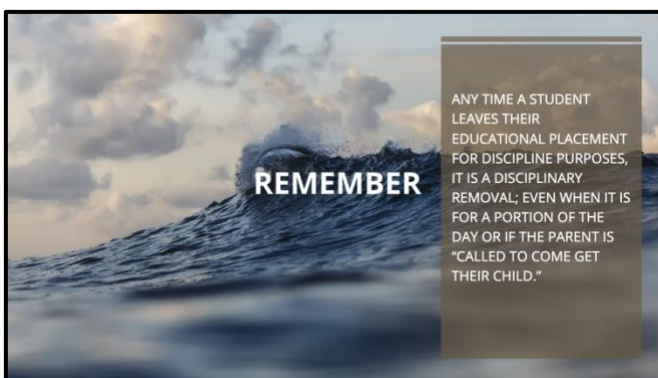 REMEMBER
ANY TIME A STUDENT
LEAVES THEIR
EDUCATIONAL PLACEMENT
FOR DISCIPLINE PURPOSES,
IT IS A DISCIPLINARY
REMOVAL; EVEN WHEN IT IS
FOR A PORTION OF THE
DAY OR IF THE PARENT IS
"CALLED TO COME GET
THEIR CHILD."